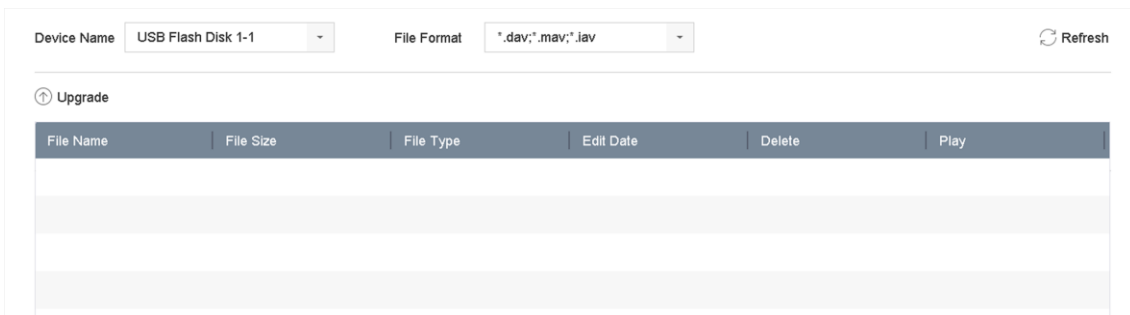 Device Name USB Flash Disk 1-1 File Format *.dav;*.mav;*.iav Refresh
Upgrade
File Name File Size File Type Edit Date Delete Play